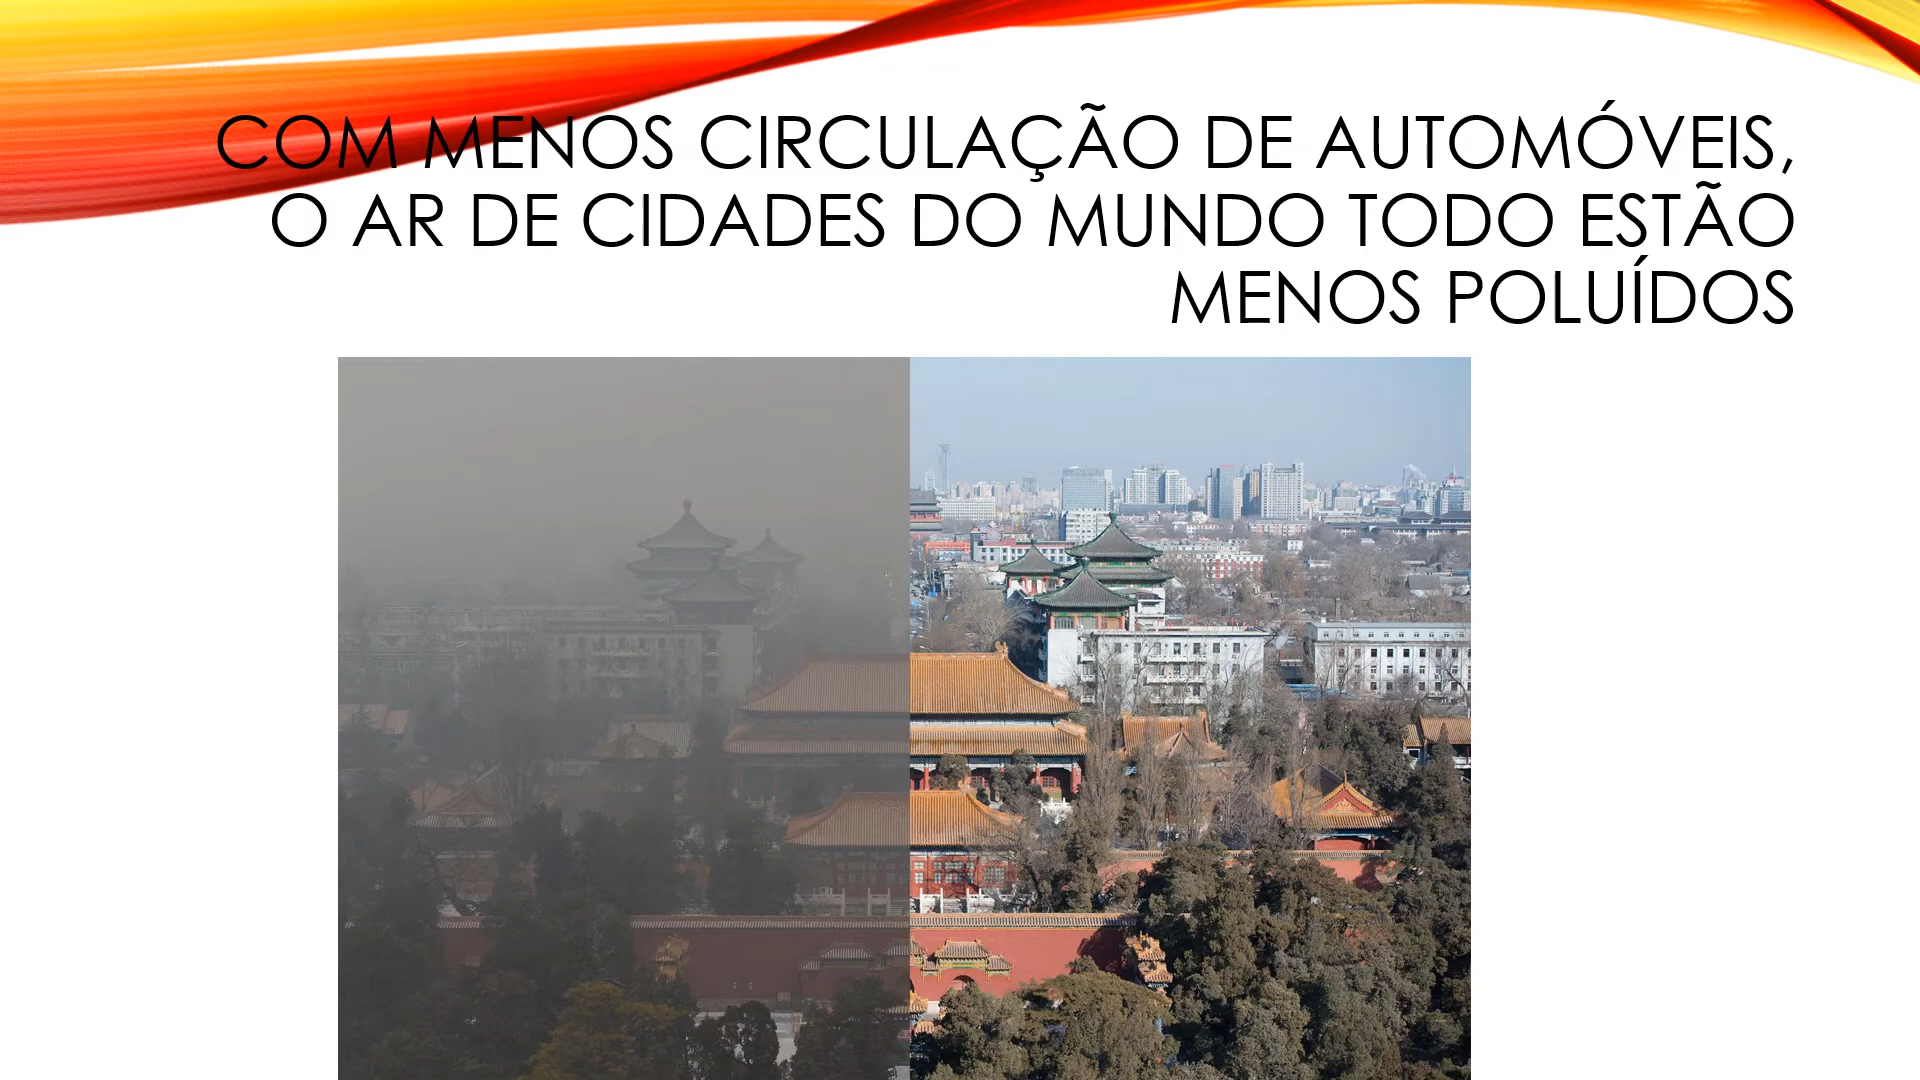 COM MENOS CIRCULAÇÃO DE AUTOMÓVEIS,
O AR DE CIDADES DO MUNDO TODO ESTÃO
MENOS POLUÍDOS